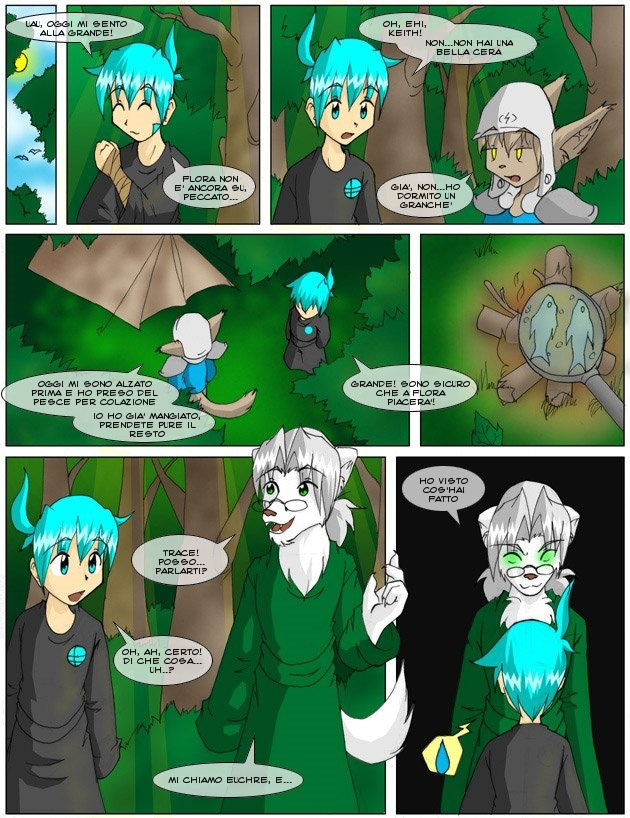 UAU, OGGI MI SENTO
ALLA GRANDE!
FLORA NON
E' ANCORA SU,
PECCATO...
OH, EHI,
KEITH!
NON...NON HAI UNA
BELLA CERA
GIA', NON...HO
DORMITO UN
GRANCHE'
OGGI MI SONO ALZATO
PRIMA E HO PRESO DEL
PESCE PER COLAZIONE
IO HO GIA' MANGIATO,
PRENDETE PURE IL
RESTO
GRANDE! SONO SICURO
CHE A FLORA
PIACERA'!
TRACE!
POSSO...
PARLARTI?
OH, AH, CERTO!
DI CHE COSA...
UH..?
MI CHIAMO EUCHRE, E...
HO VISTO
COS'HAI
FATTO